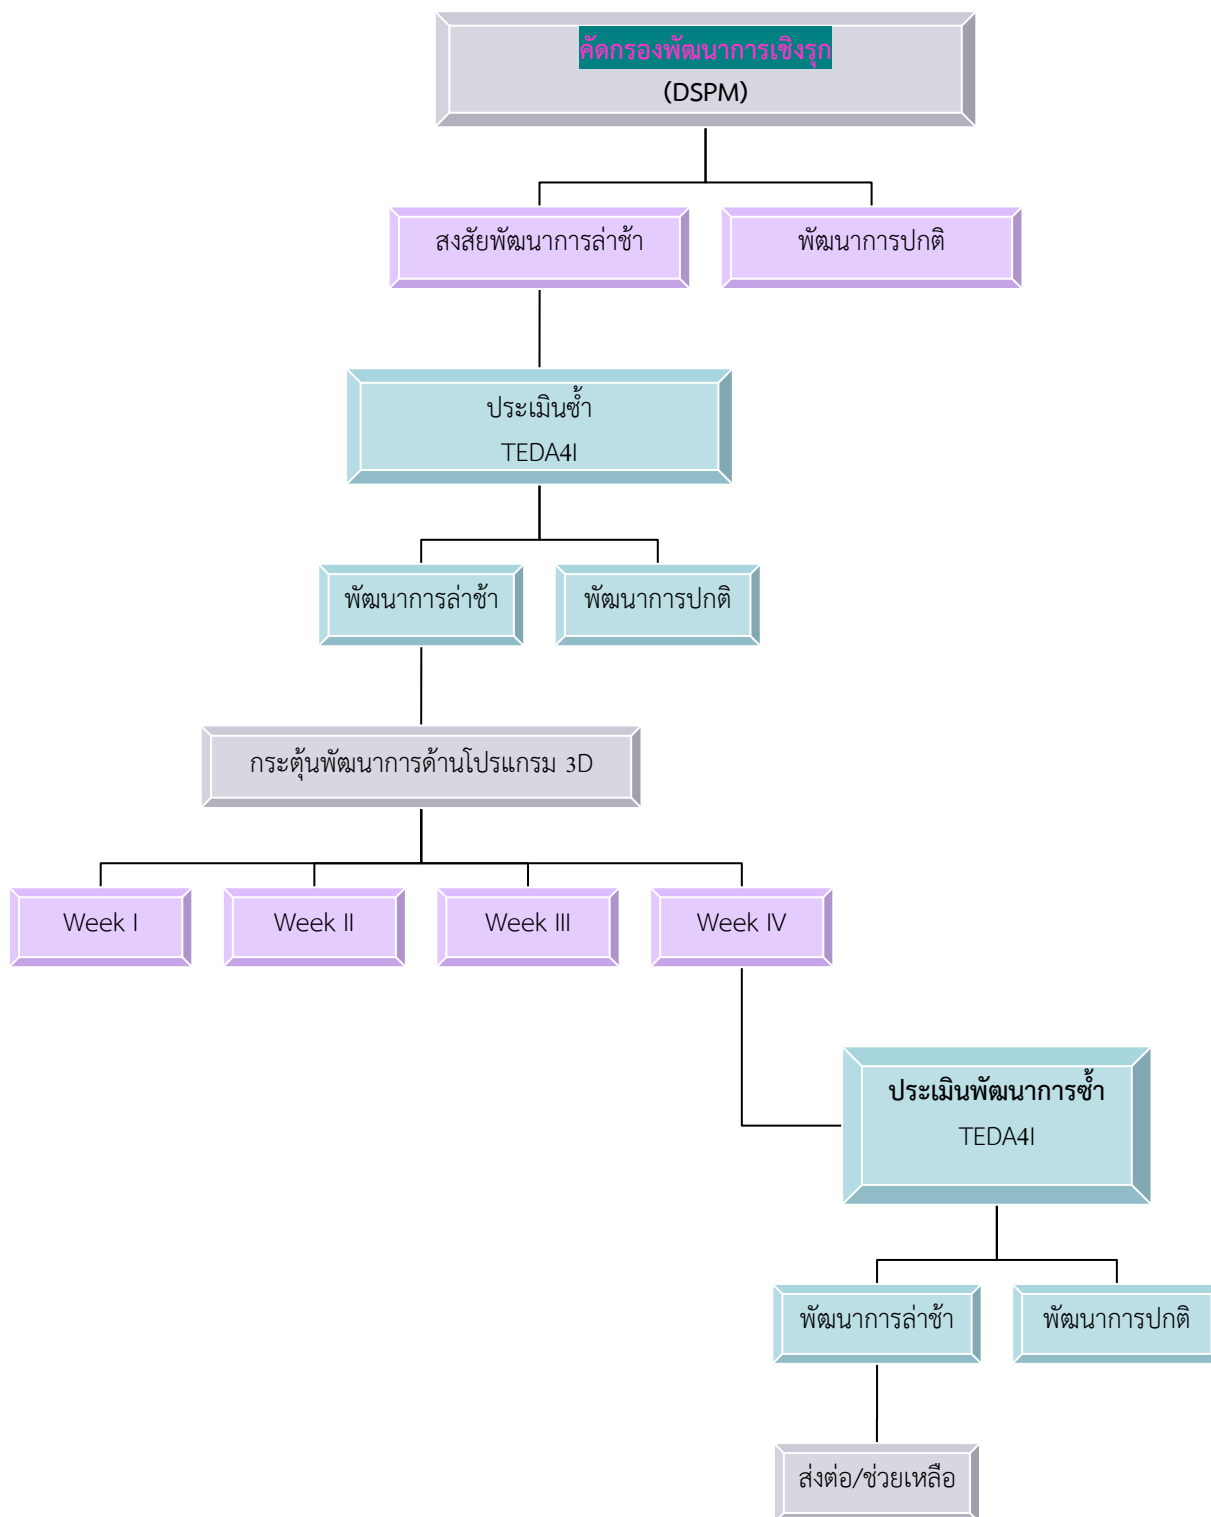 คัดกรองพัฒนาการเชิงรุก
(DSPM)
สงสัยพัฒนาการล่าช้า
พัฒนาการปกติ
ประเมินซ้ำ
TEDA4I
พัฒนาการล่าช้า
พัฒนาการปกติ
กระตุ้นพัฒนาการด้านโปรแกรม 3D
Week I
Week II
Week III
Week IV
ประเมินพัฒนาการซ้ำ
TEDA4I
พัฒนาการล่าช้า
พัฒนาการปกติ
ส่งต่อ/ช่วยเหลือ